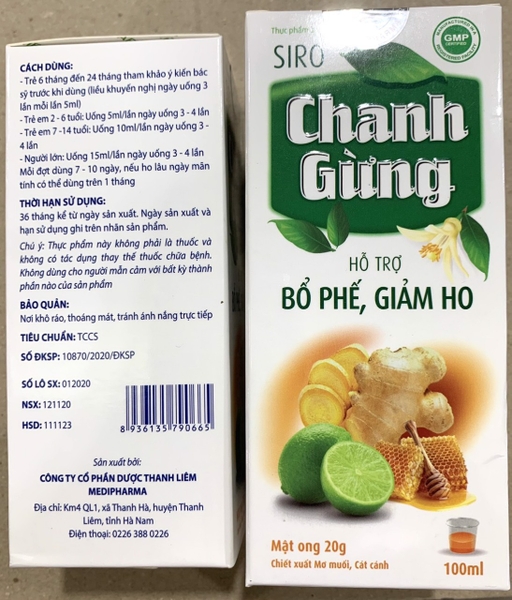 CÁCH DÙNG:
- Trẻ 6 tháng đến 24 tháng tham khảo ý kiến bác
sỹ trước khi dùng (liều khuyến nghị ngày uống 3
lần mỗi lần 5ml)
- Trẻ em 2 - 6 tuổi: Uống 5ml/lần ngày uống 3 - 4 lần
- Trẻ em 7 -14 tuổi: Uống 10ml/lần ngày uống 3 -
4 lần
- Người lớn: Uống 15ml/lần ngày uống 3 - 4 lần
Mỗi đợt dùng 7 - 10 ngày, nếu ho lâu ngày mãn
tính có thể dùng trên 1 tháng
THỜI HẠN SỬ DỤNG:
36 tháng kể từ ngày sản xuất. Ngày sản xuất và
hạn sử dụng ghi trên nhãn sản phẩm.
Chú ý: Thực phẩm này không phải là thuốc và
không có tác dụng thay thế thuốc chữa bệnh.
Không dùng cho người mẫn cảm với bất kỳ thành
phần nào của sản phẩm
BẢO QUẢN:
Nơi khô ráo, thoáng mát, tránh ánh nắng trực tiếp
TIÊU CHUẨN: TCCS
SỐ ĐKSP: 10870/2020/ĐKSP
SỐ LÔ SX: 012020
NSX: 121120
HSD: 111123
8 936135 790665
Sản xuất bởi:
CÔNG TY CỔ PHẦN DƯỢC THANH LIÊM
MEDIPHARMA
Địa chỉ: Km4 QL1, xã Thanh Hà, huyện Thanh
Liêm, tỉnh Hà Nam
Điện thoại: 0226 388 0226
Thực phẩm
SIRÔ
GMP
CERTIFIED
Chanh
Gừng
HỖ TRỢ
BỔ PHẾ, GIẢM HO
Mật ong 20g
Chiết xuất Mơ muối, Cát cánh
100ml